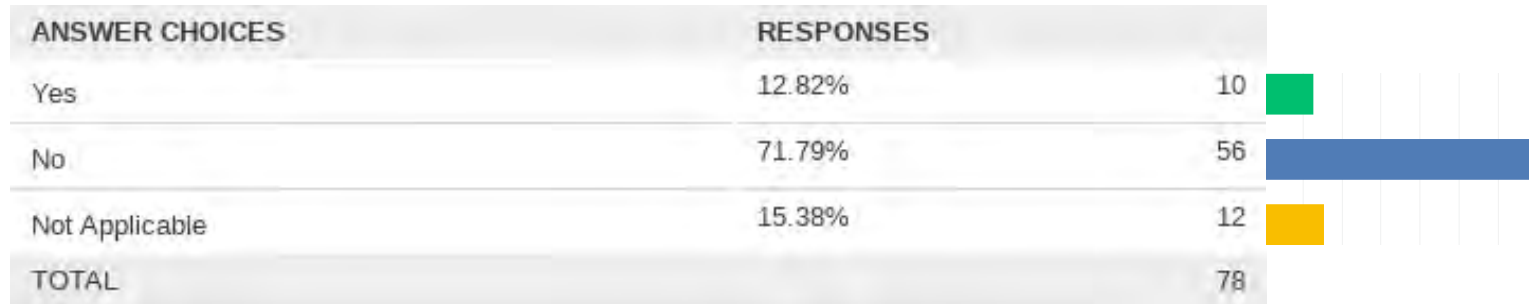 ANSWER CHOICES RESPONSES
Yes 12.82% 10
No 71.79% 56
Not Applicable 15.38% 12
TOTAL 78